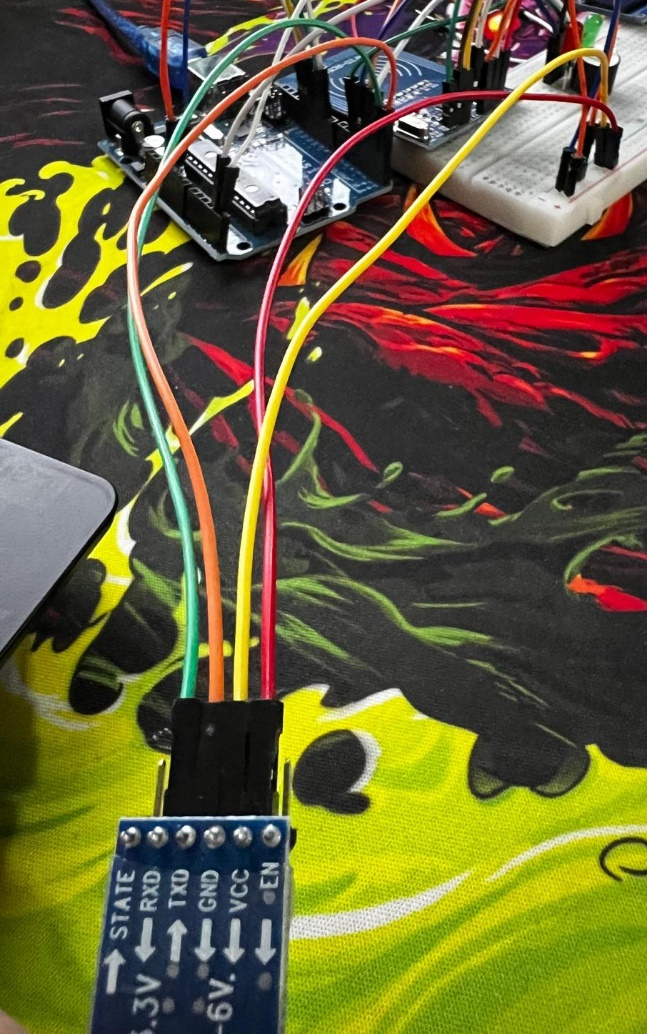 STATE
RXD
TXD
GND
VCC
EN
3.3V
-6V.